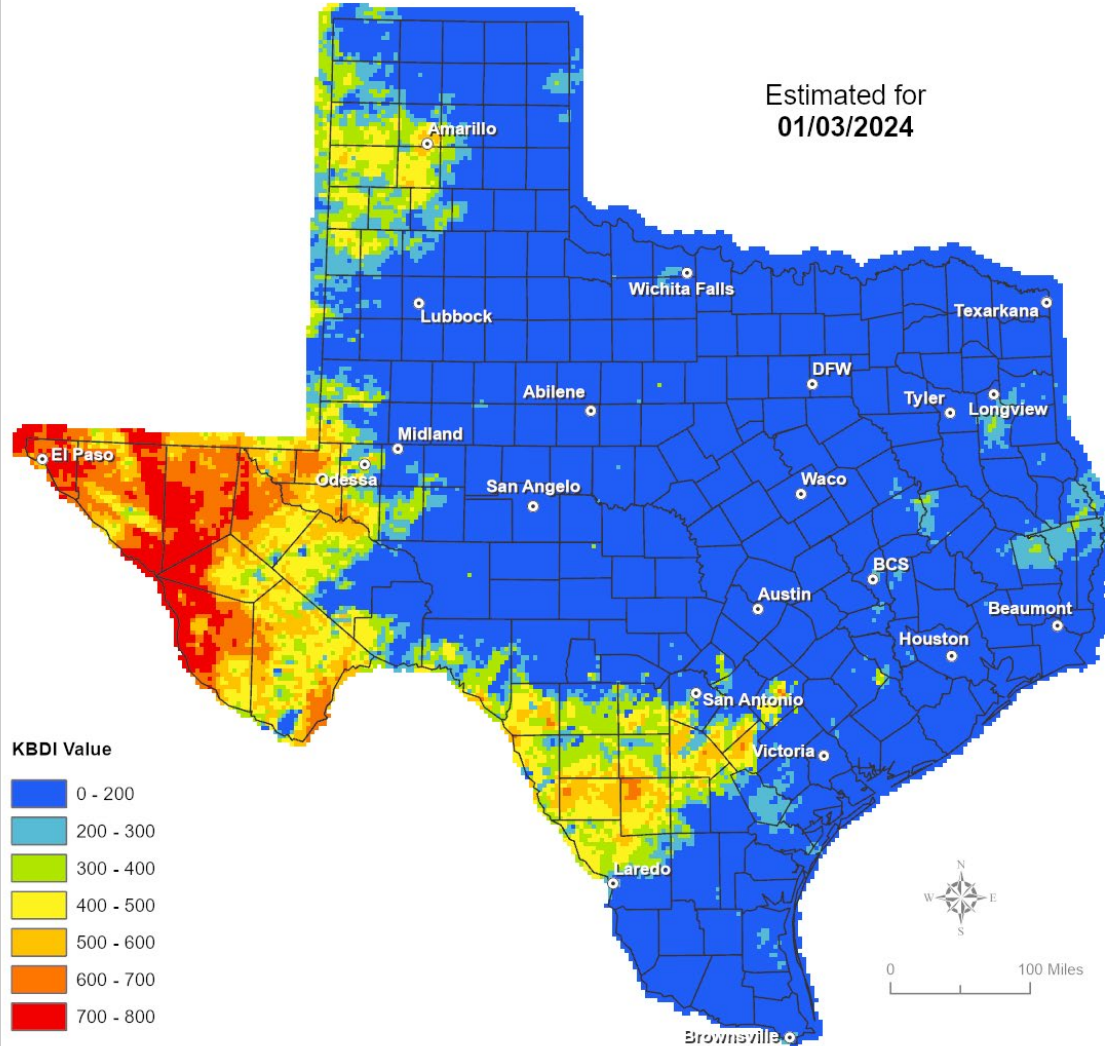 Estimated for
01/03/2024
Amarillo
Wichita Falls
Lubbock
Texarkana
DFW
Abilene
Tyler
Longview
Midland
El Paso
Odessa
San Angelo
Waco
BCS
Austin
Beaumont
Houston
San Antonio
Victoria
Laredo
Brownsville
KBDI Value
0 - 200
200 - 300
300 - 400
400 - 500
500 - 600
600 - 700
700 - 800
N
W E
S
0 100 Miles